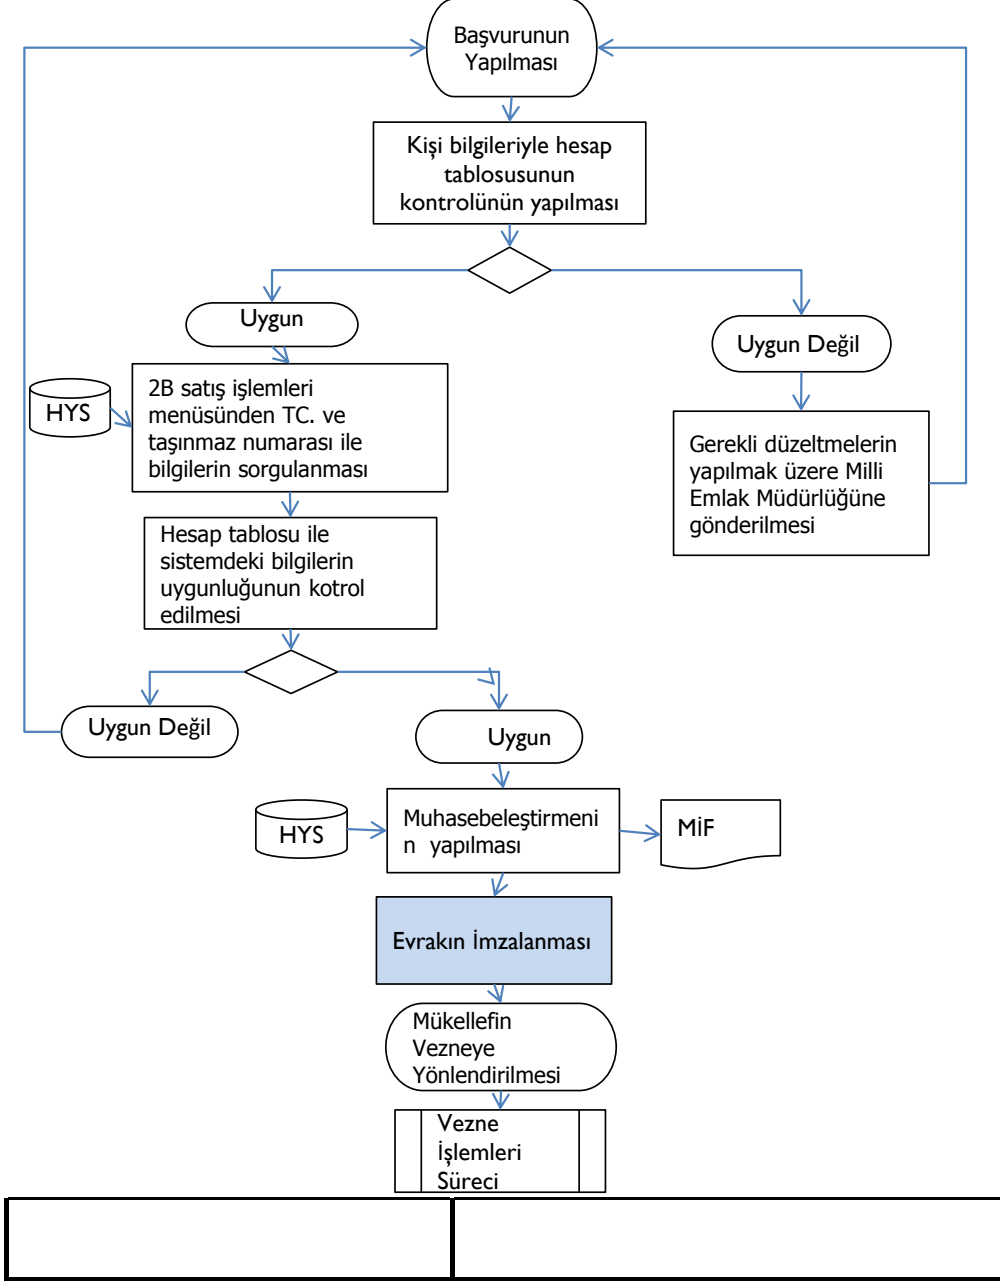 Başvurunun
Yapılması
Kişi bilgileriyle hesap
tablosusunun
kontrolünün yapılması
Uygun
Uygun Değil
HYS
2B satış işlemleri
menüsünden TC. ve
taşınmaz numarası ile
bilgilerin sorgulanması
Gerekli düzeltmelerin
yapılmak üzere Milli
Emlak Müdürlüğüne
gönderilmesi
Hesap tablosu ile
sistemdeki bilgilerin
uygunluğunun kotrol
edilmesi
Uygun Değil
Uygun
HYS
Muhasebeleştirmeni
n yapılması
MİF
Evrakın İmzalanması
Mükellefin
Vezneye
Yönlendirilmesi
Vezne
İşlemleri
Süreci